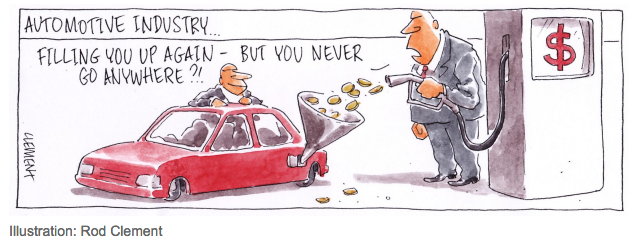 AUTOMOTIVE INDUSTRY...
FILLING YOU UP AGAIN - BUT YOU NEVER
GO ANYWHERE?!
$
CLEMENT
Illustration: Rod Clement